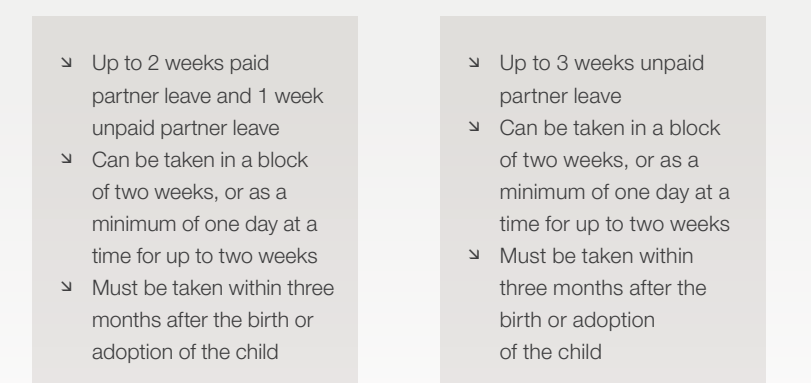 Up to 2 weeks paid
partner leave and 1 week
unpaid partner leave
Can be taken in a block
of two weeks, or as a
minimum of one day at a
time for up to two weeks
Must be taken within three
months after the birth or
adoption of the child
Up to 3 weeks unpaid
partner leave
Can be taken in a block
of two weeks, or as a
minimum of one day at a
time for up to two weeks
Must be taken within
three months after the
birth or adoption
of the child